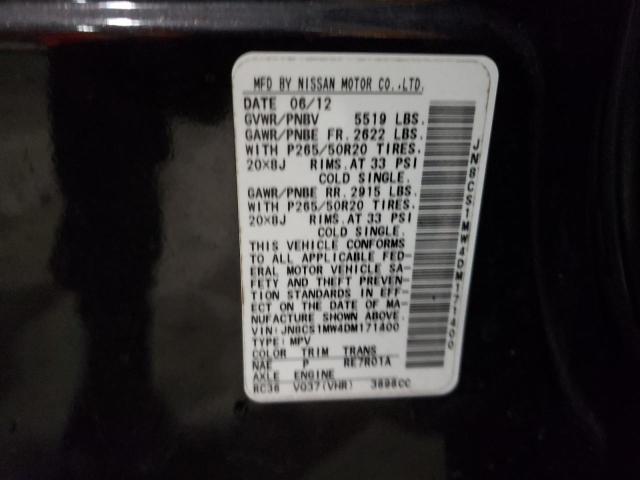 MFD BY NISSAN MOTOR CO.,LTD.
DATE 06/12
GVWR/PNBV 5519 LBS.
GAWR/PNBE FR. 2622 LBS.
WITH P265/50R20 TIRES.
20×8J RIMS.AT 33 PSI
COLD SINGLE.
GAWR/PNBE RR. 2915 LBS.
WITH P265/50R20 TIRES.
20×8J RIMS.AT 33 PSI
COLD SINGLE.
THIS VEHICLE CONFORMS
TO ALL APPLICABLE FED-
ERAL MOTOR VEHICLE SA-
FETY AND THEFT PREVEN-
TION STANDARDS IN EFF-
ECT ON THE DATE OF MA-
NUFACTURE SHOWN ABOVE.
VIN:JN8CS1MW4DM171400
TYPE: MPV
COLOR TRIM TRANS
NAE P RE7R01A
AXLE ENGINE
RC36 VQ37(VHR) 3696CC
JN8CS1MW4DM171400